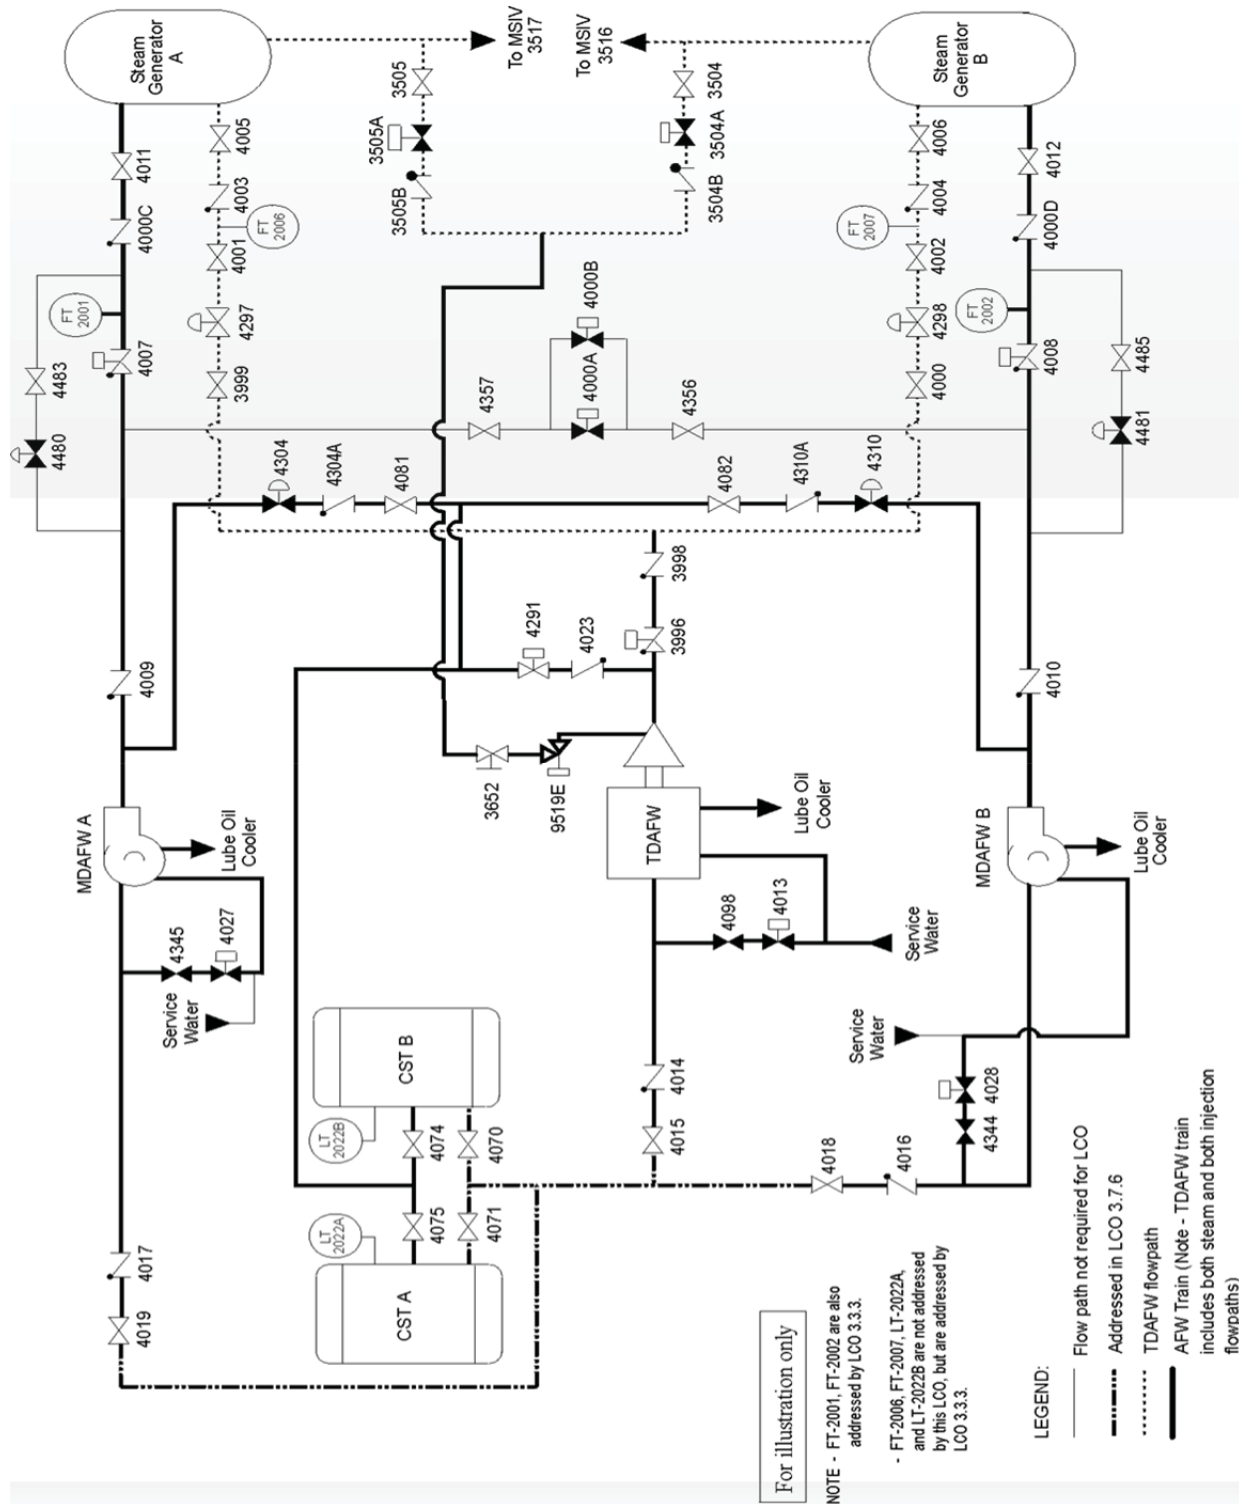 Steam
Generator
A
To MSIV
3517
To MSIV
3516
Steam
Generator
B
4011
4005
3505
3504
4006
4012
4000C
4003
3505A
3504A
4004
4000D
3505B
3504B
FT
2006
FT
2007
4001
4002
FT
2001
FT
2002
4483
4007
4297
4000B
4298
4008
4485
3999
4000A
4000
4480
4357
4356
4481
4304
4304A
4081
4082
4310A
4310
3998
4291
4023
3996
4009
4010
3652
9519E
MDAFW A
Lube Oil
Cooler
TDAFW
Lube Oil
Cooler
MDAFW B
Lube Oil
Cooler
4345
4027
Service
Water
4098
4013
Service
Water
Service
Water
4344
4028
CST B
LT
2022B
4074
4070
4014
4015
4018
4016
LT
2022A
4075
4071
CST A
4017
4019
For illustration only
NOTE - FT-2001, FT-2002 are also
addressed by LCO 3.3.3.
- FT-2006, FT-2007, LT-2022A,
and LT-2022B are not addressed
by this LCO, but are addressed by
LCO 3.3.3.
LEGEND:
Flow path not required for LCO
Addressed in LCO 3.7.6
TDAFW flowpath
AFW Train (Note - TDAFW train
includes both steam and both injection
flowpaths)